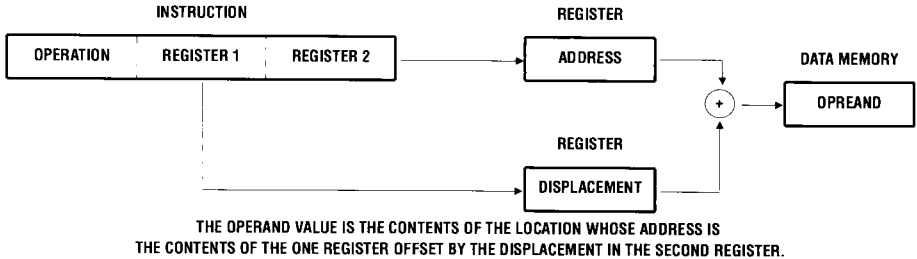 INSTRUCTION
REGISTER
OPERATION REGISTER 1 REGISTER 2
ADDRESS
DATA MEMORY
+
OPREAND
REGISTER
DISPLACEMENT
THE OPERAND VALUE IS THE CONTENTS OF THE LOCATION WHOSE ADDRESS IS
THE CONTENTS OF THE ONE REGISTER OFFSET BY THE DISPLACEMENT IN THE SECOND REGISTER.